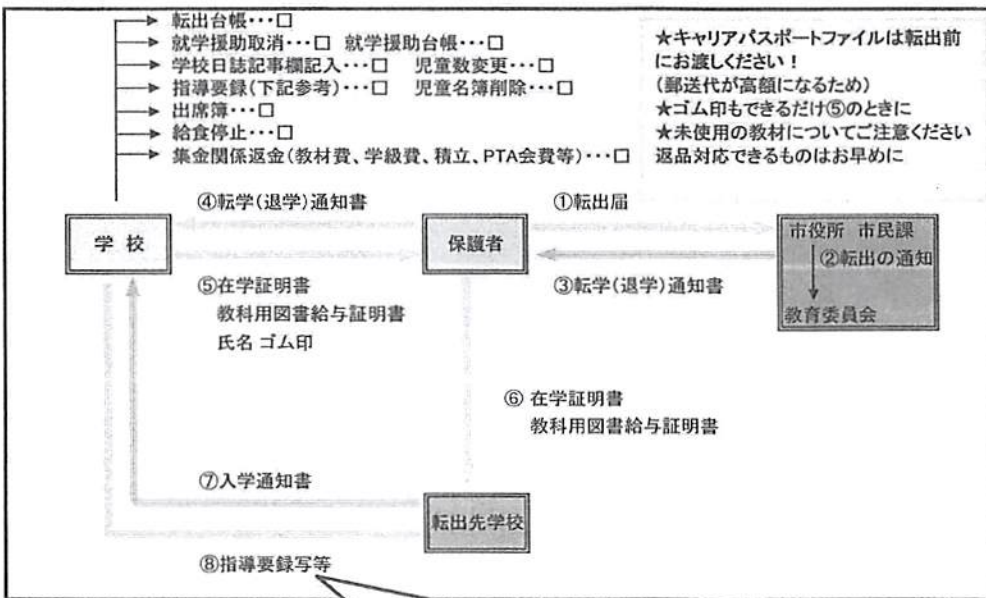 転出台帳･･･□
就学援助取消･･･□ 就学援助台帳･･･□
学校日誌記事欄記入･･･□ 児童数変更･･･□
指導要録(下記参考)･･･□ 児童名簿削除･･･□
出席簿･･･□
給食停止･･･□
集金関係返金(教材費、学級費、積立、PTA会費等)･･･□
★キャリアパスポートファイルは転出前
にお渡しください！
(郵送代が高額になるため)
★ゴム印もできるだけ⑤のときに
★未使用の教材についてご注意ください
返品対応できるものはお早めに
④転学(退学)通知書
①転出届
学 校
保護者
市役所 市民課
②転出の通知
教育委員会
⑤在学証明書
教科用図書給与証明書
氏名 ゴム印
③転学(退学)通知書
⑥ 在学証明書
教科用図書給与証明書
⑦入学通知書
転出先学校
⑧指導要録写等